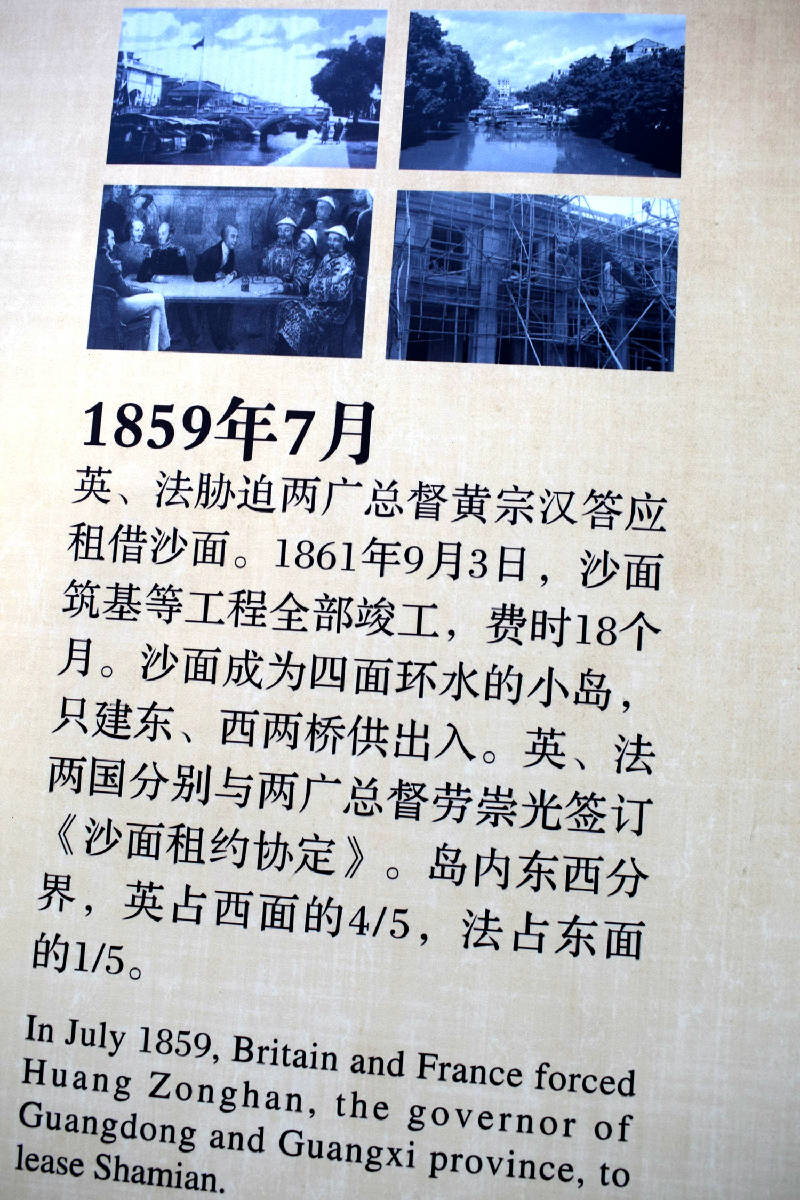 1859年7月
英、法胁迫两广总督黄宗汉答应
租借沙面。1861年9月3日，沙面
筑基等工程全部竣工，费时18个
月。沙面成为四面环水的小岛，
只建东、西两桥供出入。英、法
两国分别与两广总督劳崇光签订
《沙面租约协定》。岛内东西分
界，英占西面的4/5，法占东面
的1/5。
In July 1859, Britain and France forced
Huang Zonghan, the governor of
Guangdong and Guangxi province, to
lease Shamian.